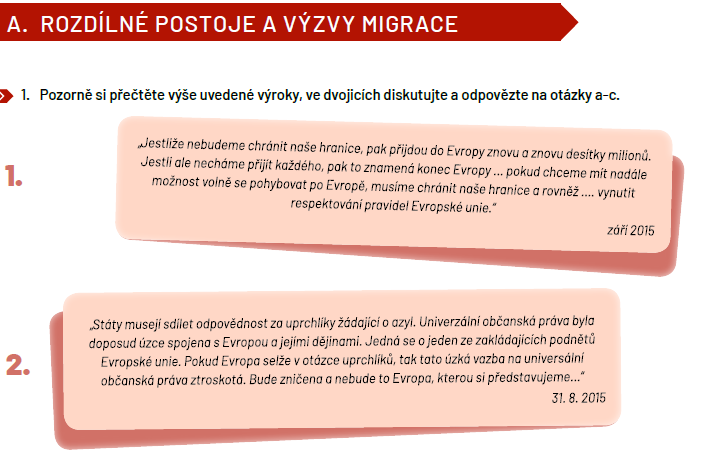 A. ROZDÍLNÉ POSTOJE A VÝZVY MIGRACE
1. Pozorně si přečtěte výše uvedené výroky, ve dvojicích diskutujte a odpovězte na otázky a-c.
1.
„Jestliže nebudeme chránit naše hranice, pak přijdou do Evropy znovu a znovu desítky milionů.
Jestli ale necháme přijít každého, pak to znamená konec Evropy ... pokud chceme mít nadále
možnost volně se pohybovat po Evropě, musíme chránit naše hranice a rovněž .... vynutit
respektování pravidel Evropské unie."
září 2015
2.
„Státy musejí sdílet odpovědnost za uprchlíky žádající o azyl. Univerzální občanská práva byla
doposud úzce spojena s Evropou a jejími dějinami. Jedná se o jeden ze zakládajících podnětů
Evropské unie. Pokud Evropa selže v otázce uprchlíků, tak tato úzká vazba na universální
občanská práva ztroskotá. Bude zničena a nebude to Evropa, kterou si představujeme..."
31. 8. 2015